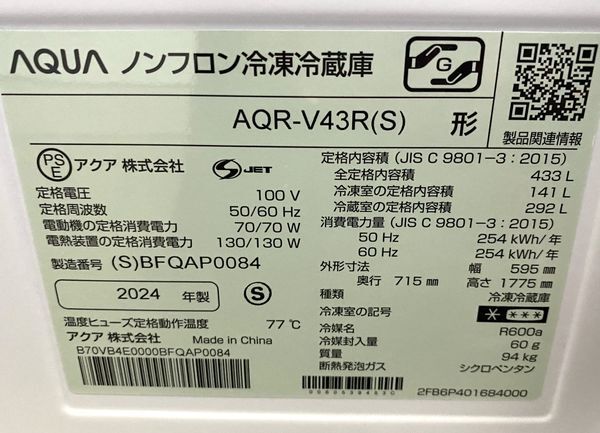 AQUA ノンフロン冷凍冷蔵庫
G
AQR-V43R(S) 形
製品関連情報
PS E アクア 株式会社 S JET
定格電圧 100 V
定格周波数 50/60 Hz
電動機の定格消費電力 70/70 W
電熱装置の定格消費電力 130/130 W
製造番号 (S)BFQAP0084
2024 年製 S
温度ヒューズ定格動作温度 77℃
アクア 株式会社 Made in China
B70VB4E0000BFQAP0084
定格内容積 (JIS C 9801-3:2015)
全定格内容積 433 L
冷凍室の定格内容積 141 L
冷蔵室の定格内容積 292 L
消費電力量 (JIS C 9801-3:2015)
50 Hz 254 kWh/年
60 Hz 254 kWh/年
外形寸法 幅 595 mm
奥行 715 mm 高さ 1775 mm
種類 冷凍冷蔵庫
冷凍室の記号 * ***
冷媒名 R600a
冷媒封入量 60 g
質量 94 kg
断熱発泡ガス シクロペンタン
2FB6P401684000